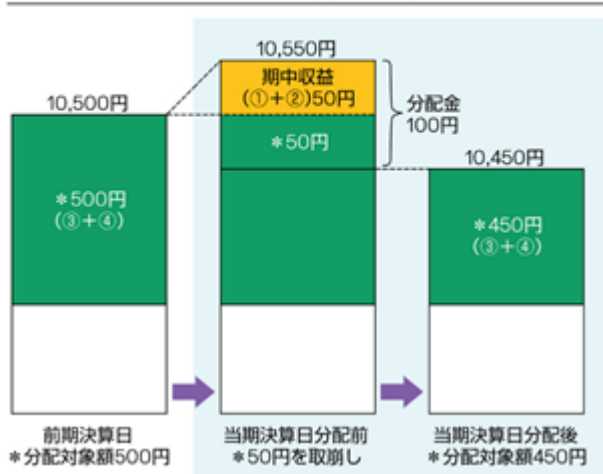 10,550円
期中収益
(①+②)50円
分配金
100円
10,500円
*50円
10,450円
*500円
(③+④)
*450円
(③+④)
前期決算日
*分配対象額500円
当期決算日分配前
*50円を取崩し
当期決算日分配後
*分配対象額450円